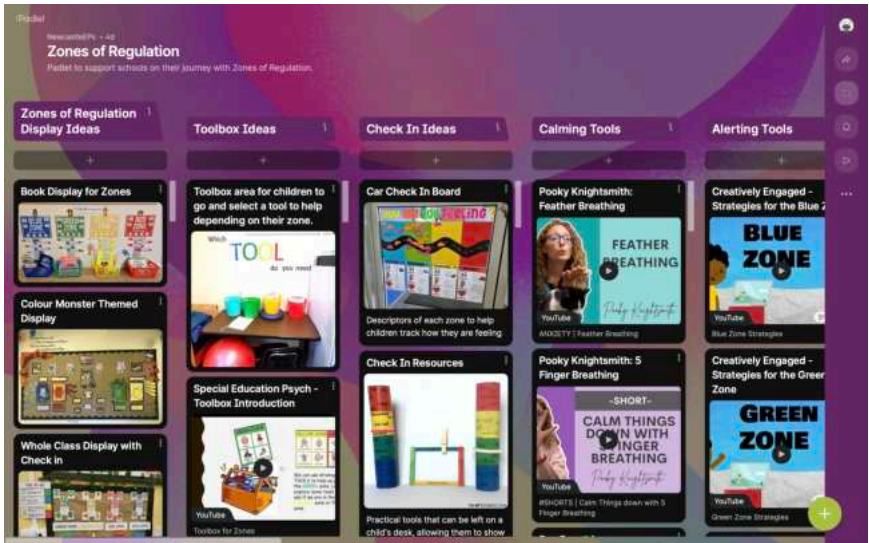 Padlet
NewcastleEPs • 4d
Zones of Regulation
Padlet to support schools on their journey with Zones of Regulation.
Zones of Regulation
Display Ideas
Book Display for Zones
Colour Monster Themed
Display
Whole Class Display with
Check in
Toolbox Ideas
Toolbox area for children to
go and select a tool to help
depending on their zone.
Which
TOOL
do you need
Special Education Psych -
Toolbox Introduction
YouTube
Toolbox for Zones
Check In Ideas
Car Check In Board
FEELING
Descriptors of each zone to help
children track how they are feeling
Check In Resources
Practical tools that can be left on a
child's desk, allowing them to show
Calming Tools
Pooky Knightsmith:
Feather Breathing
FEATHER
BREATHING
Pooky Knightsmith
YouTube
ANXIETY | Feather Breathing
Pooky Knightsmith: 5
Finger Breathing
-SHORT-
CALM THINGS
DOWN WITH
5 FINGER
BREATHING
Pooky Knightsmith
YouTube
#SHORTS | Calm Things down with 5
Finger Breathing
Alerting Tools
Creatively Engaged -
Strategies for the Blue Z
BLUE
ZONE
YouTube
Blue Zone Strategies
Creatively Engaged -
Strategies for the Green
Zone
GREEN
ZONE
YouTube
Green Zone Strategies